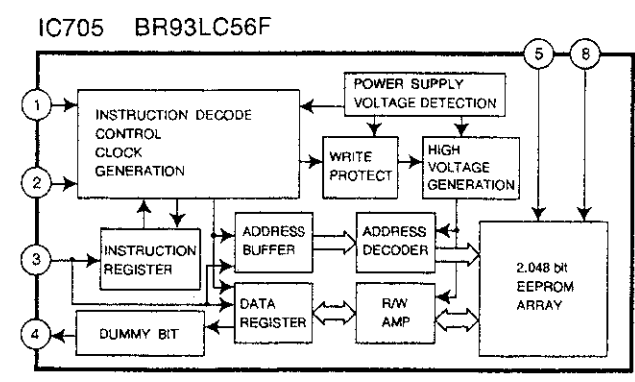 IC705 BR93LC56F
5 8
1
2
3
4
INSTRUCTION DECODE
CONTROL
CLOCK
GENERATION
POWER SUPPLY
VOLTAGE DETECTION
WRITE
PROTECT
HIGH
VOLTAGE
GENERATION
INSTRUCTION
REGISTER
ADDRESS
BUFFER
ADDRESS
DECODER
2.048 bit
EEPROM
ARRAY
DATA
REGISTER
R/W
AMP
DUMMY BIT